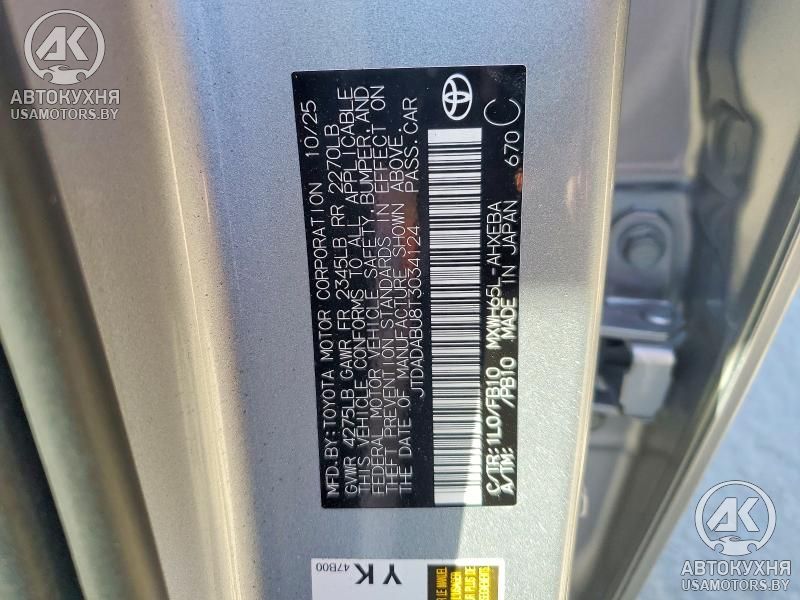 АК
АВТОКУХНЯ
USAMOTORS.BY
MFD.BY:TOYOTA MOTOR CORPORATION 10/25
GVWR 4275LB GAWR FR 2345LB RR 2270LB
THIS VEHICLE CONFORMS TO ALL APPLICABLE
FEDERAL MOTOR VEHICLE SAFETY, BUMPER, AND
THEFT PREVENTION STANDARDS IN EFFECT ON
THE DATE OF MANUFACTURE SHOWN ABOVE.
JTDADABU8T3034124 PASS.CAR
C/TR:1L0/FB10 MXWH65L-AHXEBA
A/TM: /PB10 MADE IN JAPAN 670 C
YK
47B00
АК
АВТОКУХНЯ
USAMOTORS.BY